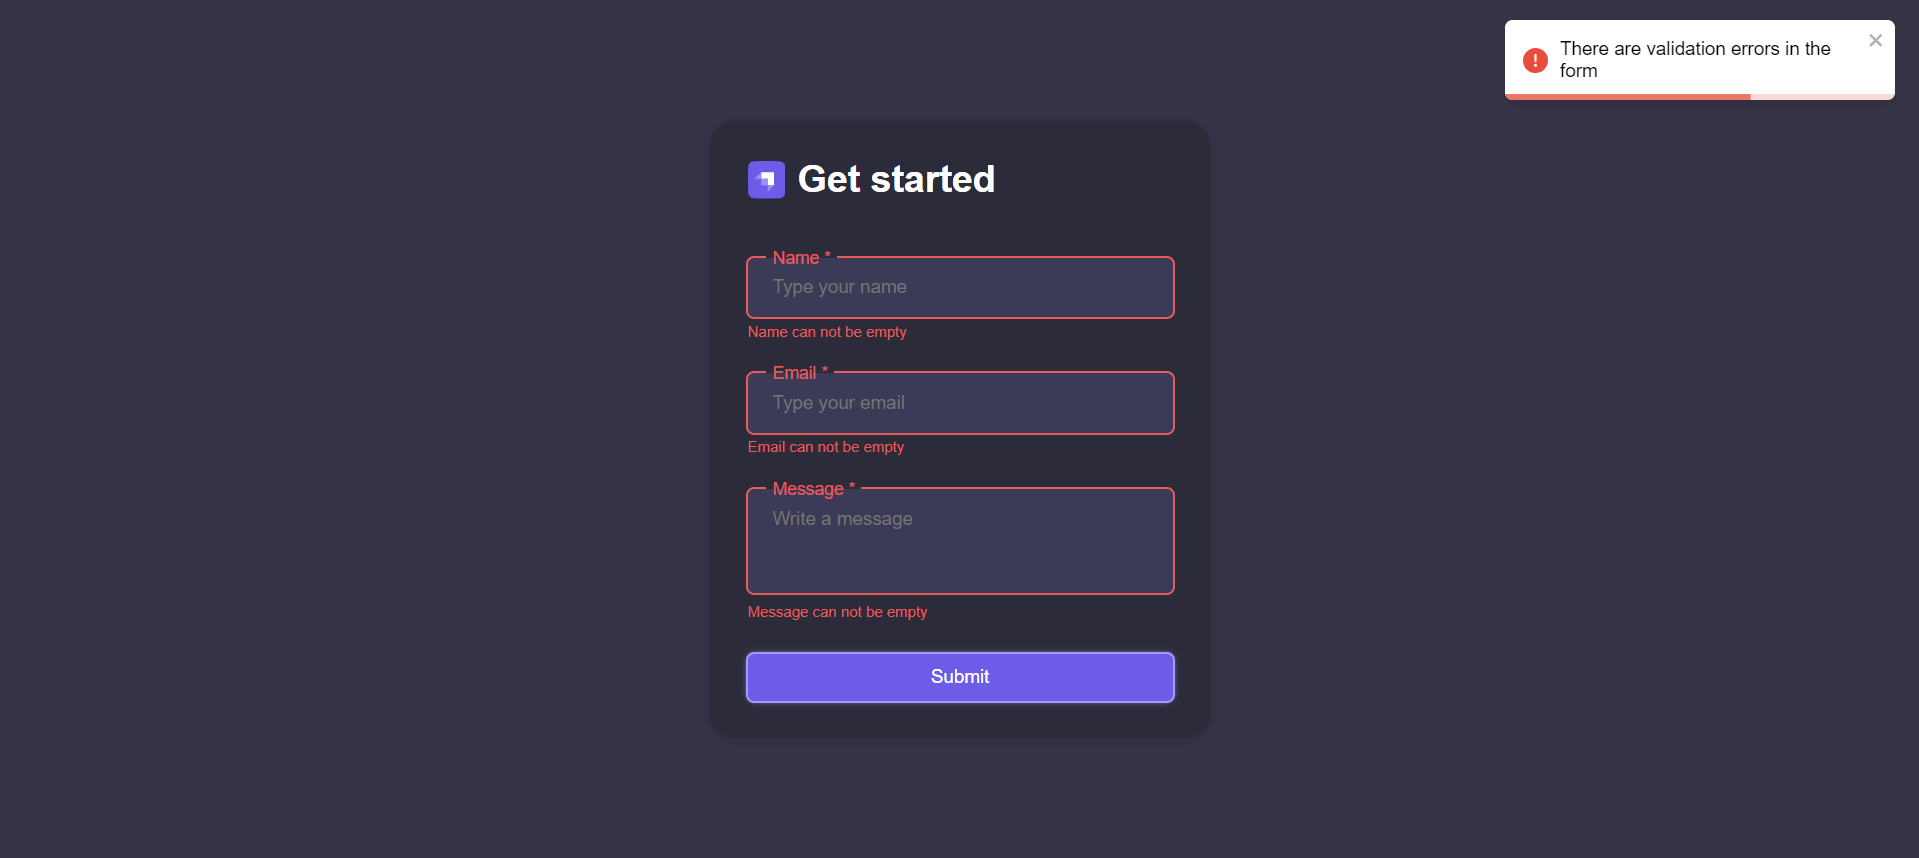 There are validation errors in the
form
Get started
Name *
Type your name
Name can not be empty
Email *
Type your email
Email can not be empty
Message *
Write a message
Message can not be empty
Submit